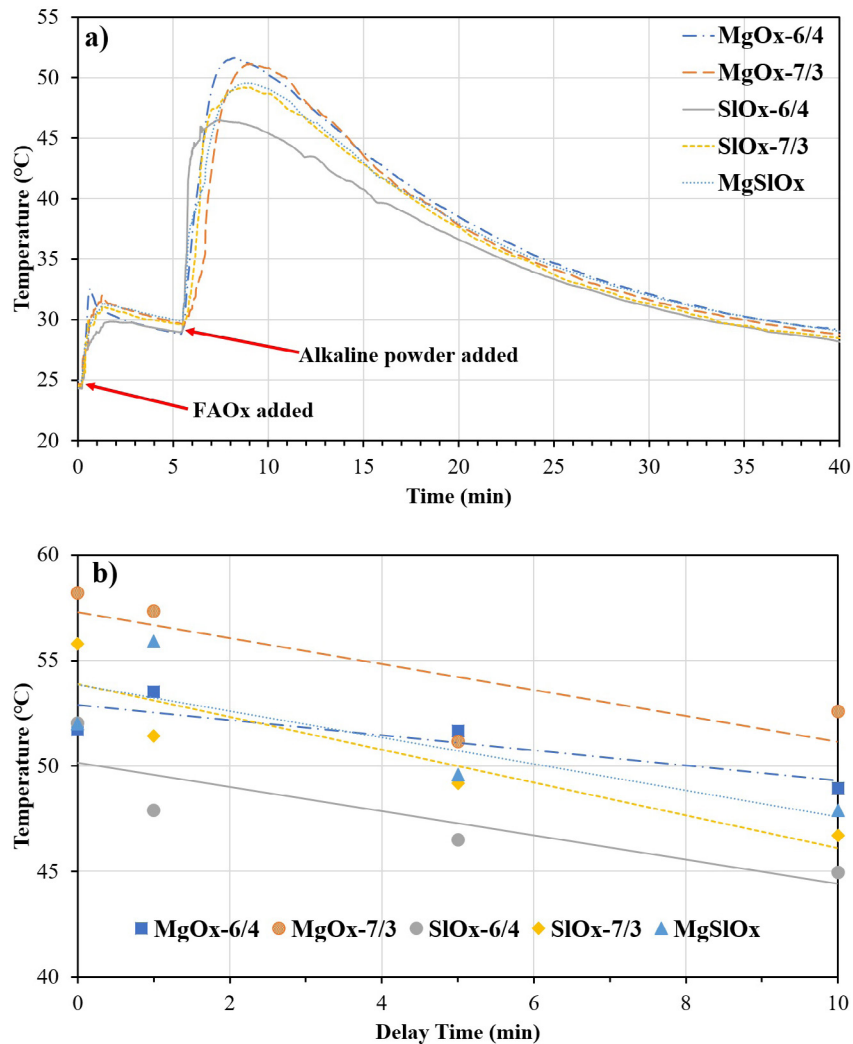 a)
MgOx-6/4
MgOx-7/3
SlOx-6/4
SlOx-7/3
MgSlOx
Alkaline powder added
FAOx added
Temperature (°C)
55
50
45
40
35
30
25
20
0 5 10 15 20 25 30 35 40
Time (min)
b)
Temperature (°C)
60
55
50
45
40
MgOx-6/4 MgOx-7/3 SlOx-6/4 SlOx-7/3 MgSlOx
0 2 4 6 8 10
Delay Time (min)